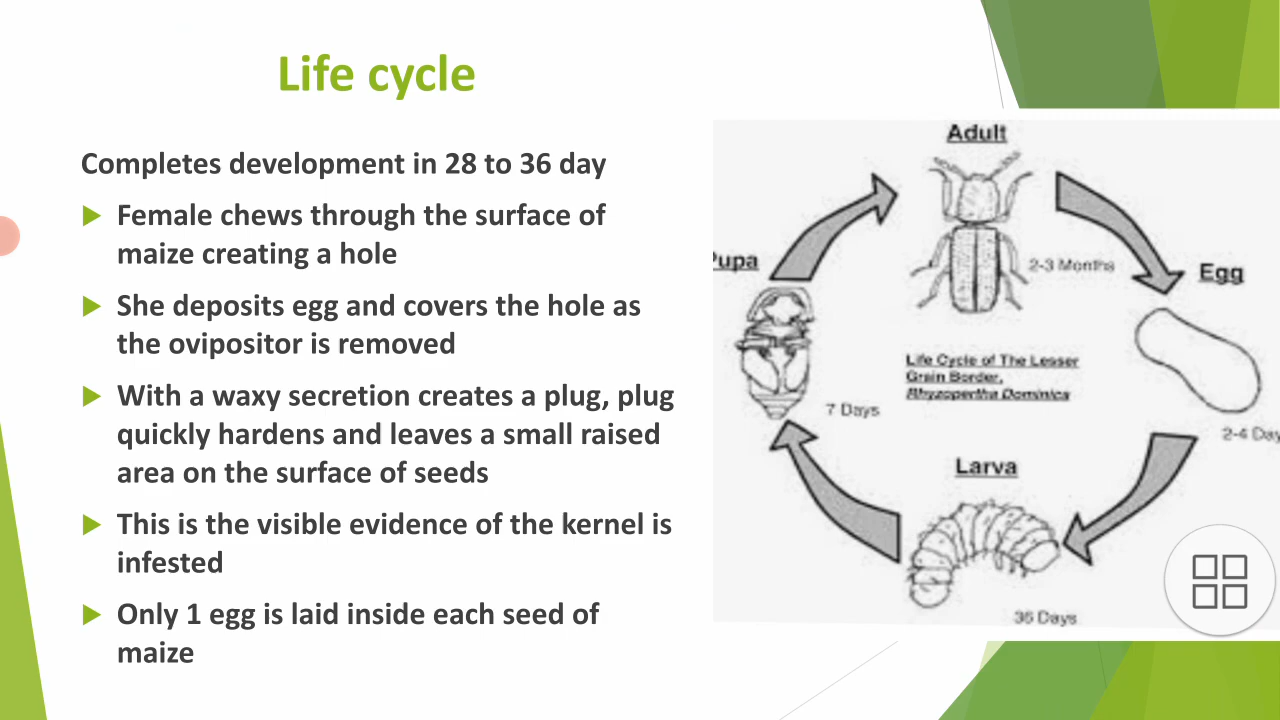 Life cycle
Completes development in 28 to 36 day
Female chews through the surface of
maize creating a hole
She deposits egg and covers the hole as
the ovipositor is removed
With a waxy secretion creates a plug, plug
quickly hardens and leaves a small raised
area on the surface of seeds
This is the visible evidence of the kernel is
infested
Only 1 egg is laid inside each seed of
maize
Adult
2-3 Months
Egg
2-4 Day
Larva
36 Days
Pupa
7 Days
Life Cycle of The Lesser
Grain Border,
Rhyzopertha Dominica